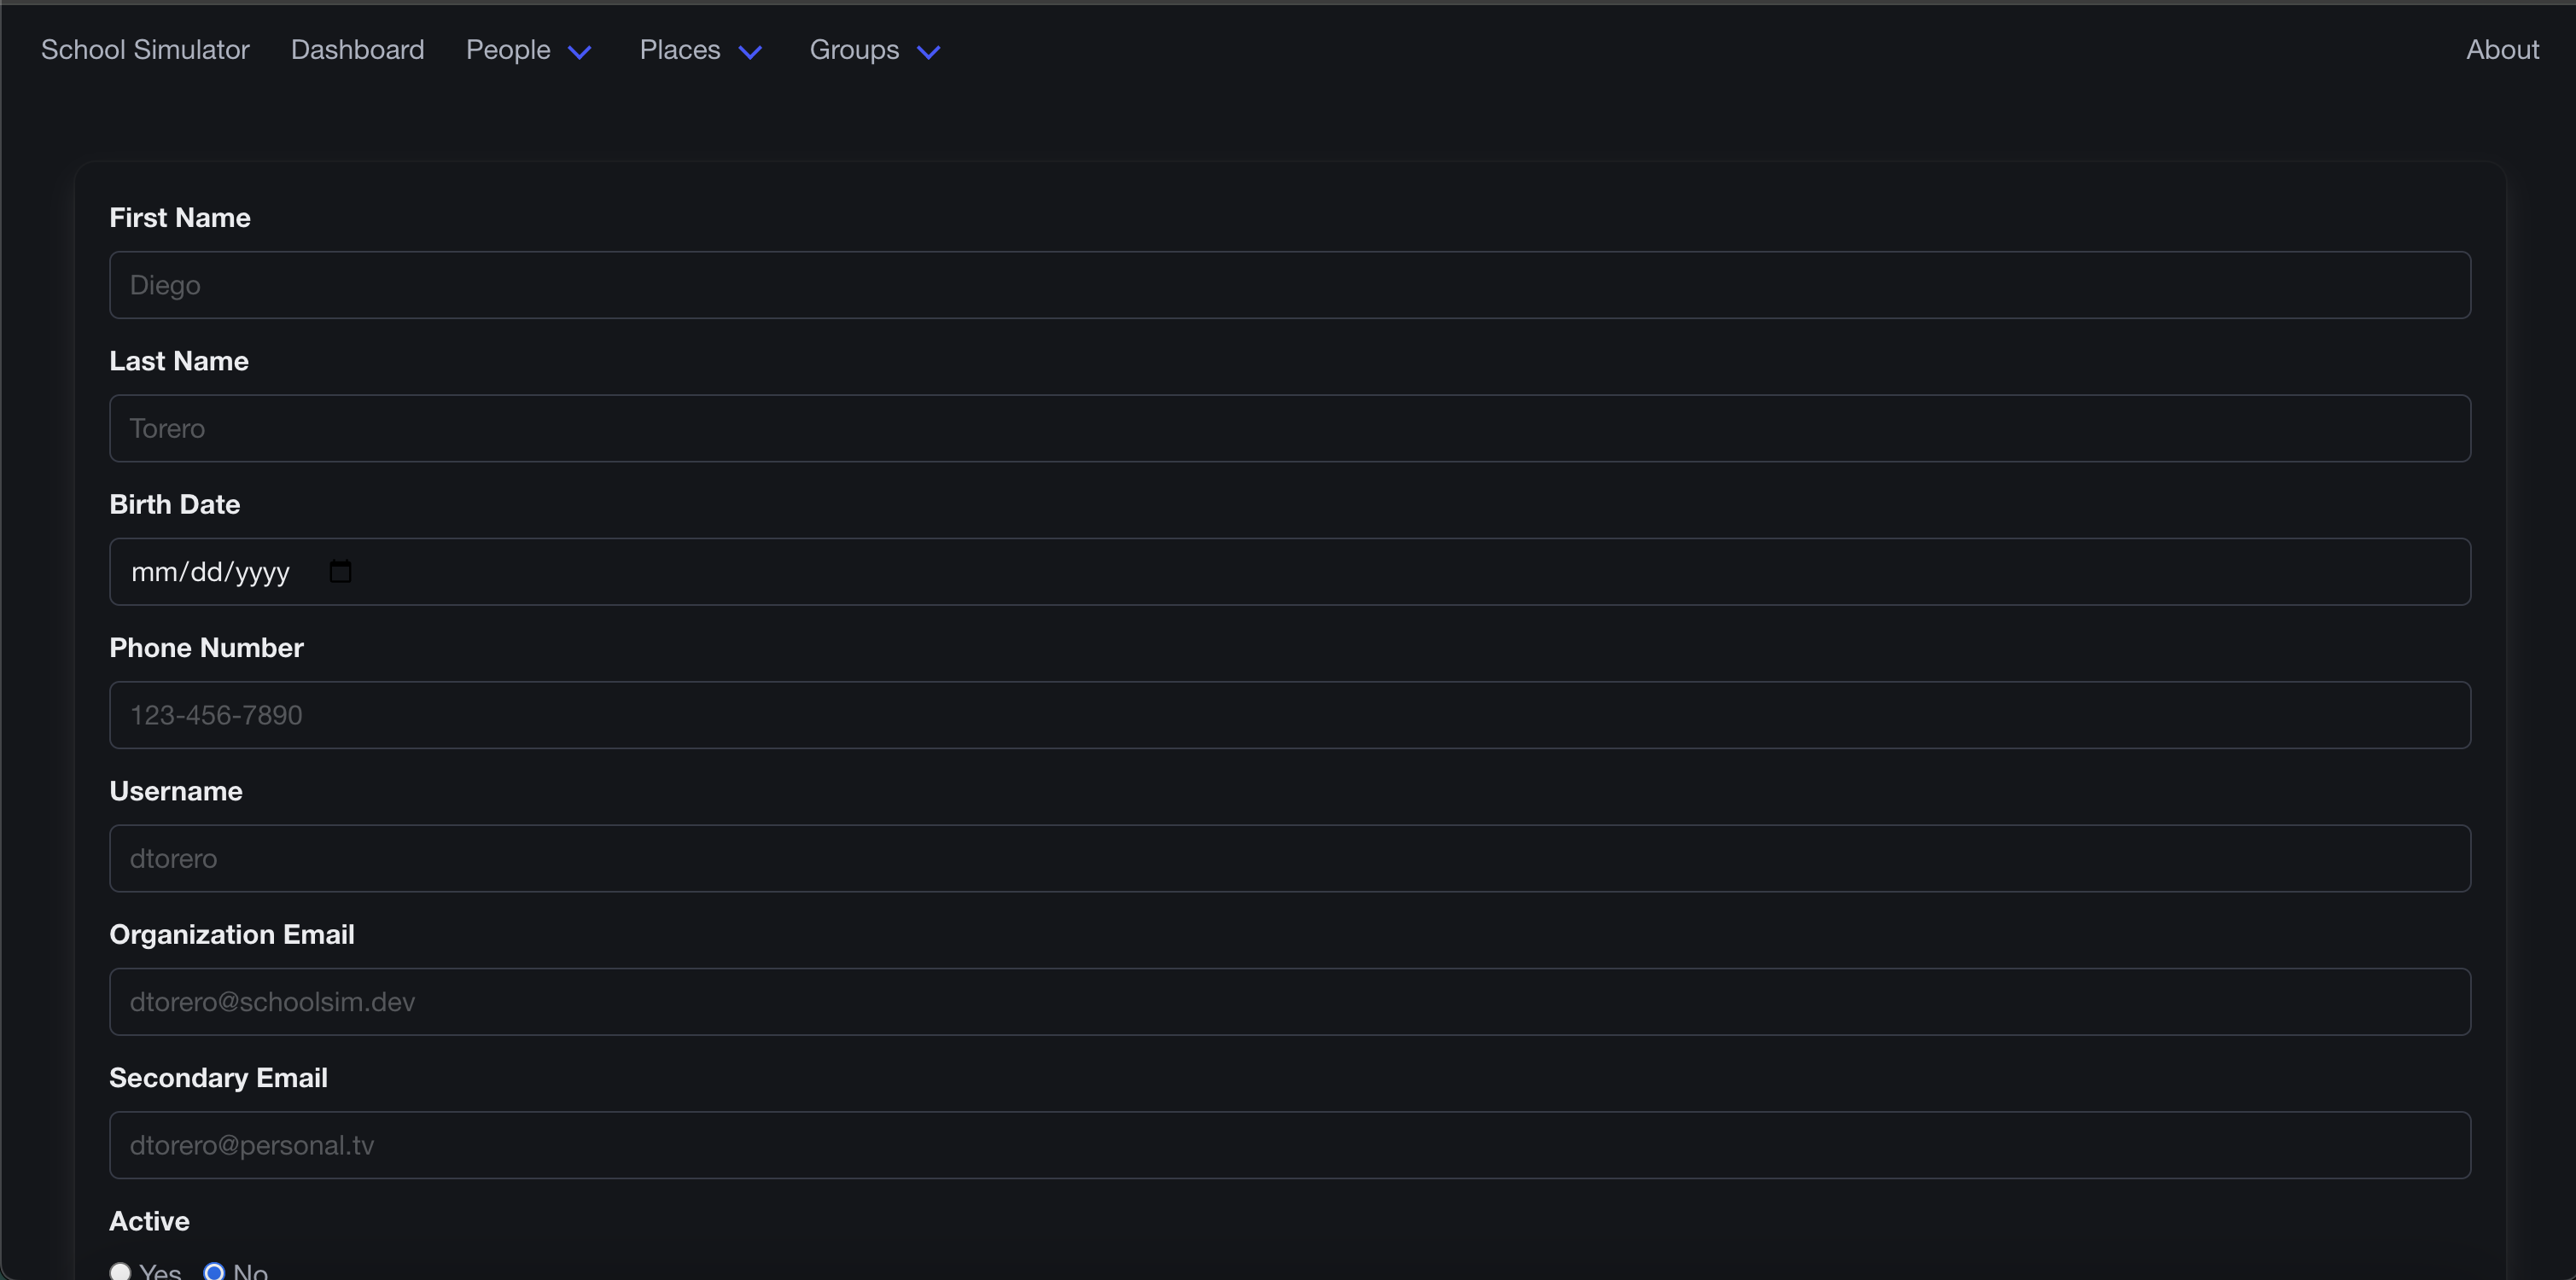 School Simulator Dashboard People Places Groups About
First Name
Diego
Last Name
Torero
Birth Date
mm/dd/yyyy
Phone Number
123-456-7890
Username
dtorero
Organization Email
dtorero@schoolsim.dev
Secondary Email
dtorero@personal.tv
Active
Yes No